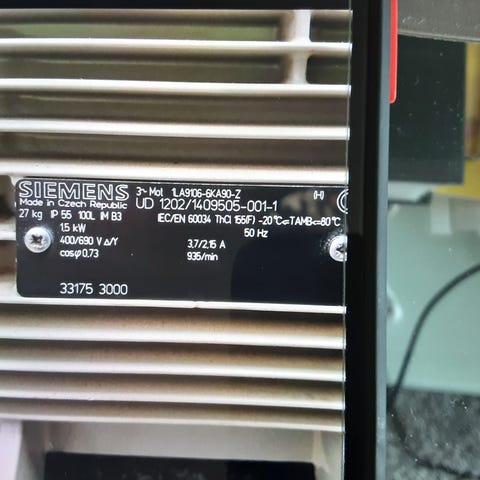 SIEMENS 3~ Mot. 1LA9106-6KA90-Z (H)
Made in Czech Republic UD 1202/1409505-001-1
27 kg IP 55 100L IM B3 IEC/EN 60034 ThCl 155(F) -20°C<=TAMB<=80°C
1.5 kW 50 Hz
400/690 V Δ/Y 3.7/2.15 A
cosφ 0.73 935/min
33175 3000